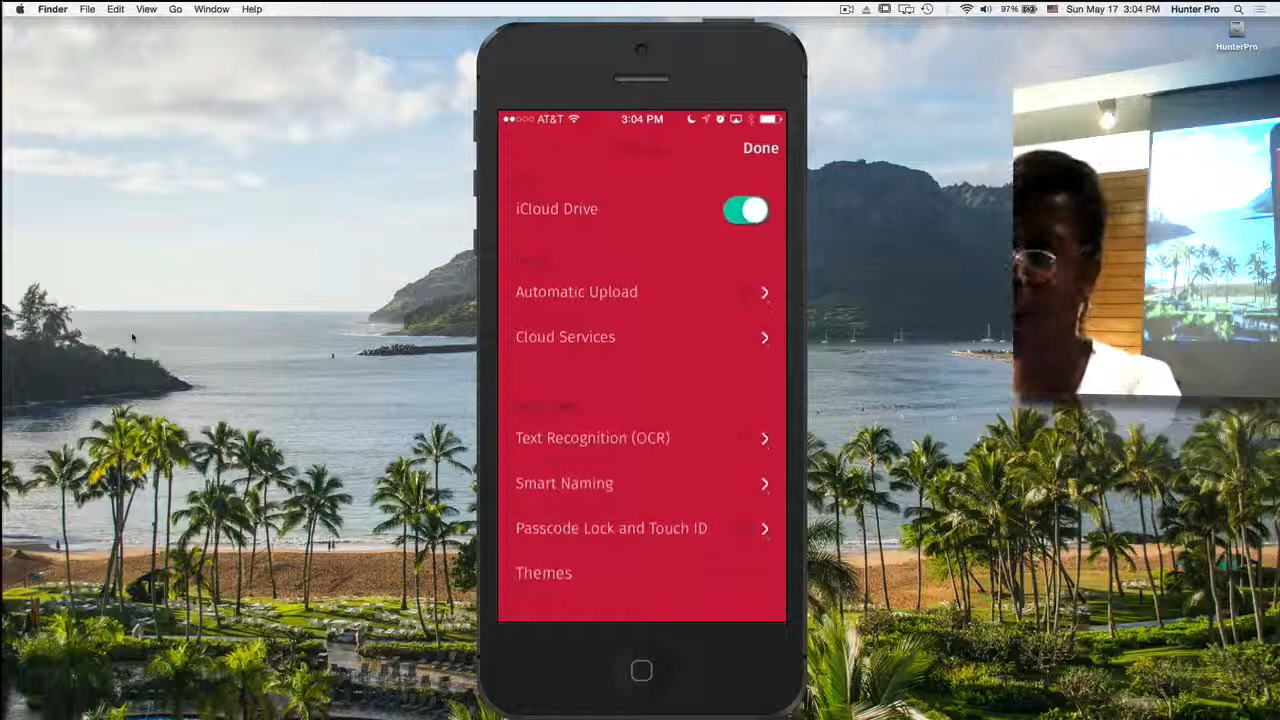 Finder File Edit View Go Window Help 97% Sun May 17 3:04 PM Hunter Pro
HunterPro
AT&T 3:04 PM
Done
iCloud Drive
Automatic Upload
Cloud Services
Text Recognition (OCR)
Smart Naming
Passcode Lock and Touch ID
Themes